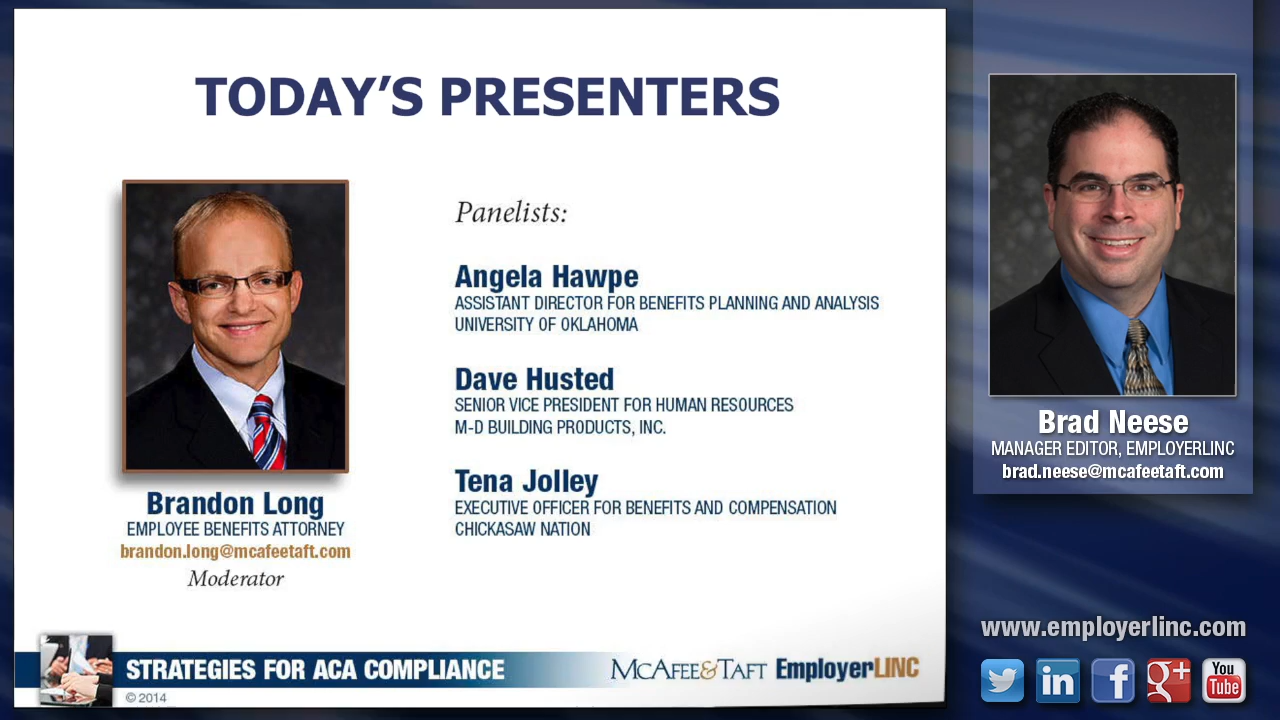 TODAY'S PRESENTERS
Brandon Long
EMPLOYEE BENEFITS ATTORNEY
brandon.long@mcafeetaft.com
Moderator
Panelists:
Angela Hawpe
ASSISTANT DIRECTOR FOR BENEFITS PLANNING AND ANALYSIS
UNIVERSITY OF OKLAHOMA
Dave Husted
SENIOR VICE PRESIDENT FOR HUMAN RESOURCES
M-D BUILDING PRODUCTS, INC.
Tena Jolley
EXECUTIVE OFFICER FOR BENEFITS AND COMPENSATION
CHICKASAW NATION
STRATEGIES FOR ACA COMPLIANCE
MCAFEE&TAFT EmployerLINC
© 2014
Brad Neese
MANAGER EDITOR, EMPLOYERLINC
brad.neese@mcafeetaft.com
www.employerlinc.com
in
f
g+
You
Tube